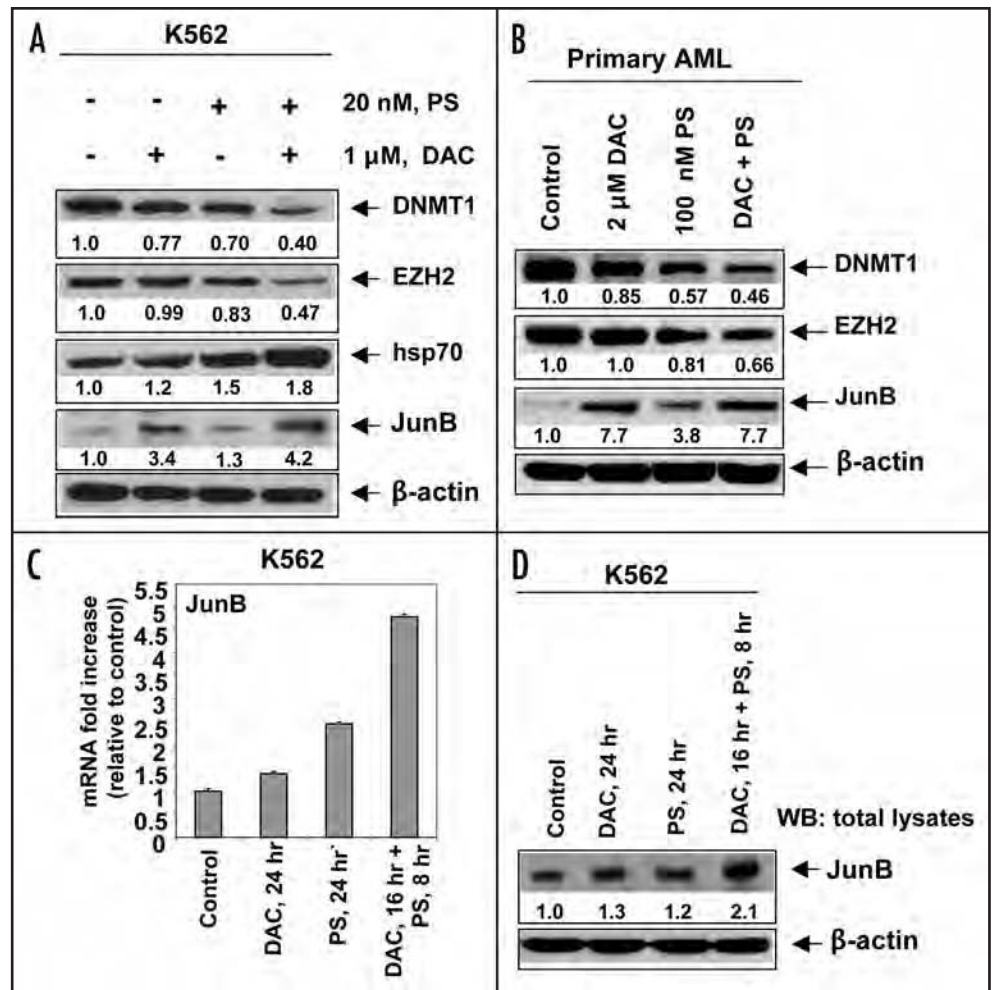 A
K562
- - + + 20 nM, PS
- + - + 1 µM, DAC
DNMT1
1.0 0.77 0.70 0.40
EZH2
1.0 0.99 0.83 0.47
hsp70
1.0 1.2 1.5 1.8
JunB
1.0 3.4 1.3 4.2
β-actin
B
Primary AML
Control
2 µM DAC
100 nM PS
DAC + PS
DNMT1
1.0 0.85 0.57 0.46
EZH2
1.0 1.0 0.81 0.66
JunB
1.0 7.7 3.8 7.7
β-actin
C
K562
JunB
mRNA fold increase
(relative to control)
5.5
5
4.5
4
3.5
3
2.5
2
1.5
1
0.5
0
Control
DAC, 24 hr
PS, 24 hr
DAC, 16 hr +
PS, 8 hr
D
K562
Control
DAC, 24 hr
PS, 24 hr
DAC, 16 hr + PS, 8 hr
WB: total lysates
JunB
1.0 1.3 1.2 2.1
β-actin